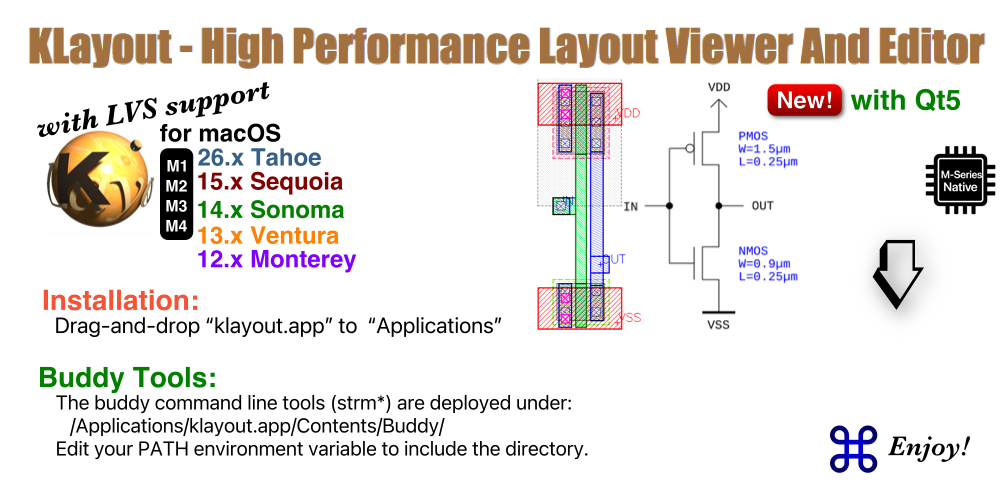 KLayout - High Performance Layout Viewer And Editor
with LVS support
for macOS
M1
M2
M3
M4
26.x Tahoe
15.x Sequoia
14.x Sonoma
13.x Ventura
12.x Monterey
Installation:
Drag-and-drop “klayout.app” to “Applications”
Buddy Tools:
The buddy command line tools (strm*) are deployed under:
/Applications/klayout.app/Contents/Buddy/
Edit your PATH environment variable to include the directory.
VDD
IN
UT
VSS
VDD
PMOS
W=1.5μm
L=0.25μm
IN
OUT
NMOS
W=0.9μm
L=0.25μm
VSS
New! with Qt5
M-Series
Native
Enjoy!